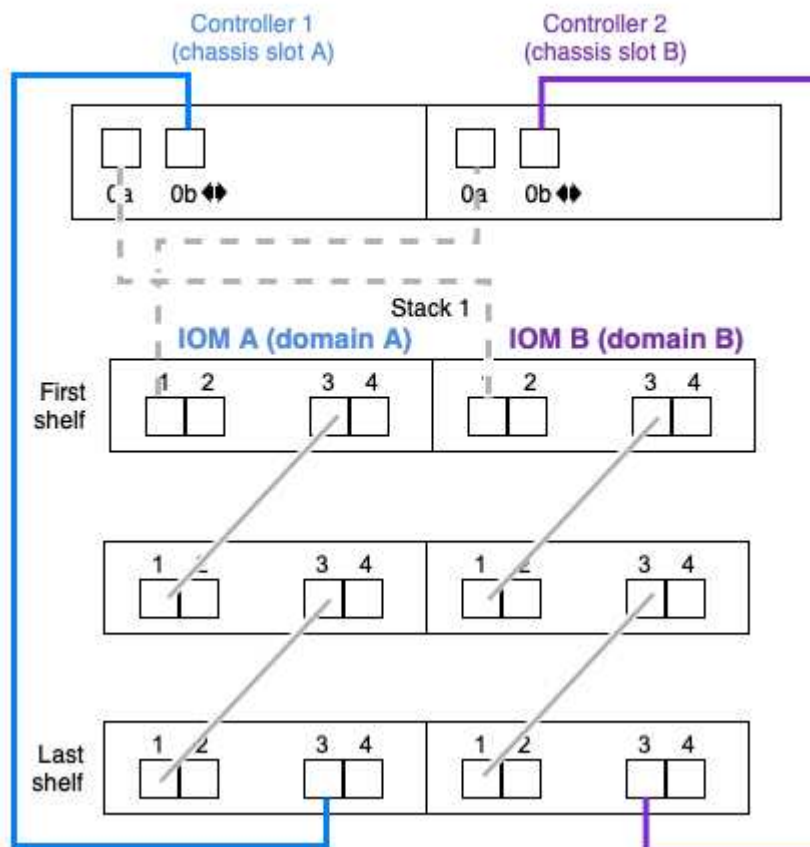 Controller 1
(chassis slot A)
Controller 2
(chassis slot B)
0a 0b
0a 0b
Stack 1
IOM A (domain A)
IOM B (domain B)
First
shelf
1 2 3 4
1 2 3 4
1 2 3 4
1 2 3 4
Last
shelf
1 2 3 4
1 2 3 4